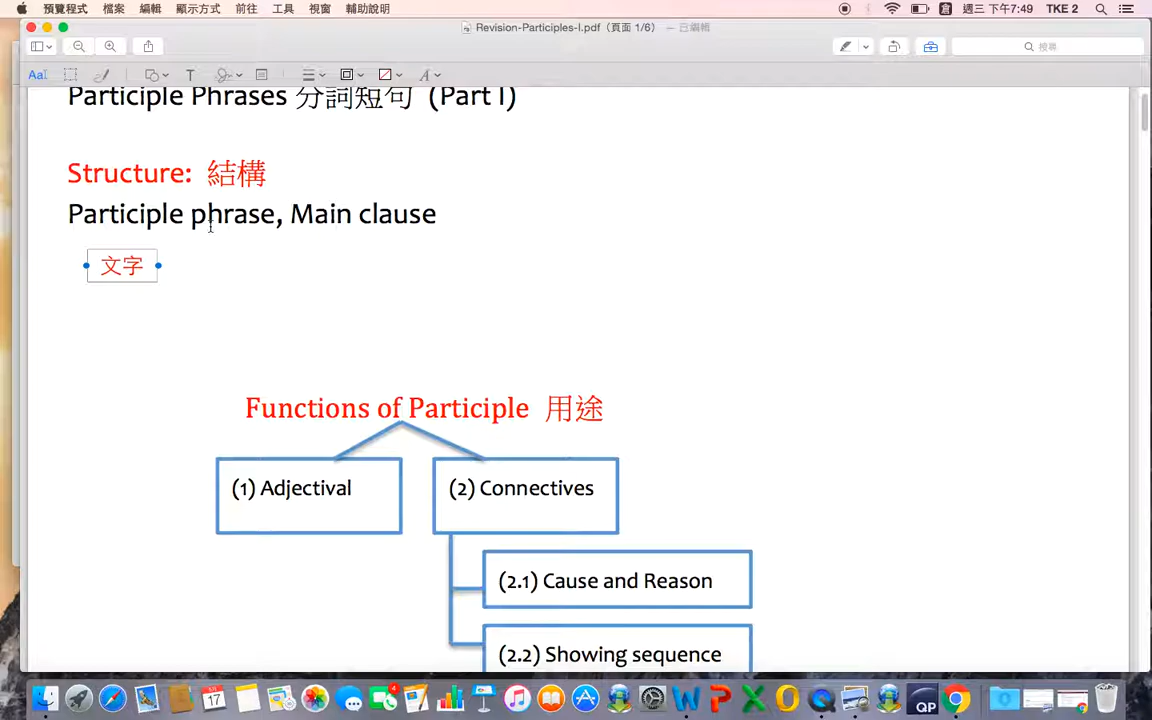 預覽程式 檔案 編輯 顯示方式 前往 工具 視窗 輔助說明 週三 下午7:49 TKE 2
Revision-Participles-I.pdf（頁面 1/6） — 已編輯
搜尋
Participle Phrases 分詞短句 (Part I)
Structure: 結構
Participle phrase, Main clause
文字
Functions of Participle 用途
(1) Adjectival
(2) Connectives
(2.1) Cause and Reason
(2.2) Showing sequence